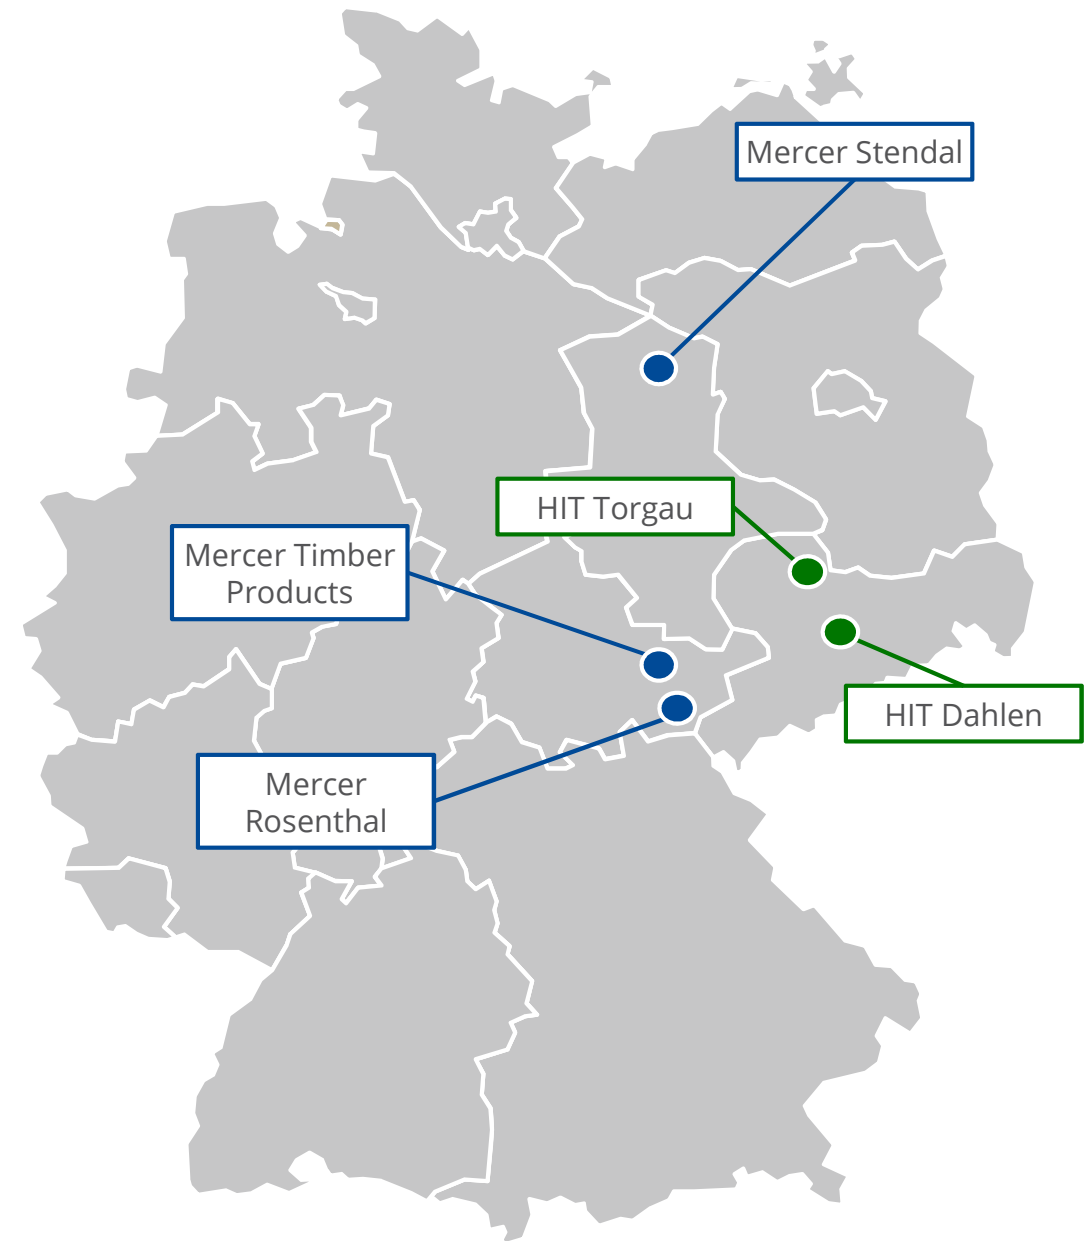 Mercer Stendal
HIT Torgau
Mercer Timber
Products
HIT Dahlen
Mercer
Rosenthal